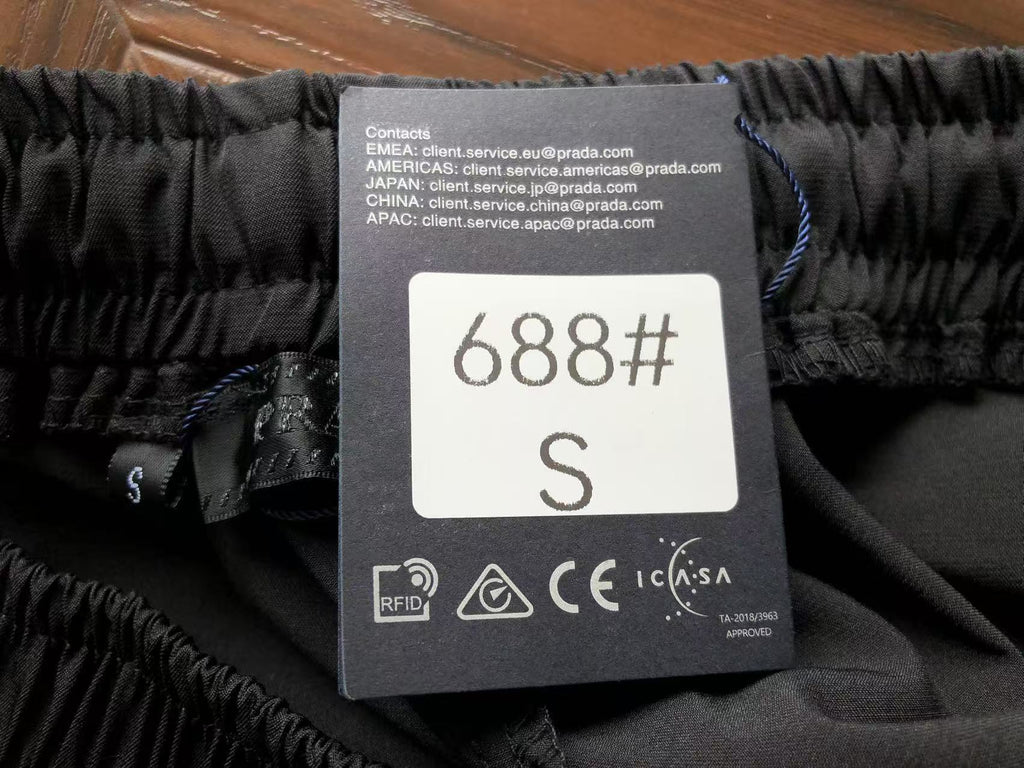 Contacts
EMEA: client.service.eu@prada.com
AMERICAS: client.service.americas@prada.com
JAPAN: client.service.jp@prada.com
CHINA: client.service.china@prada.com
APAC: client.service.apac@prada.com
688#
S
S
RFID
CE
ICASA
TA-2018/3963
APPROVED